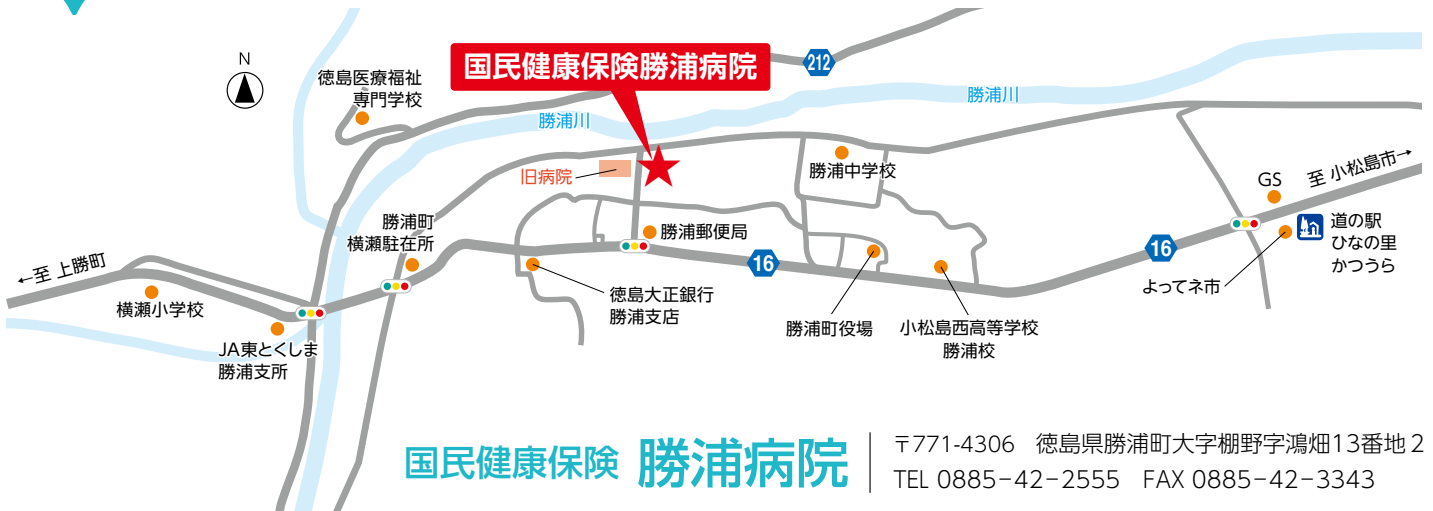 N
徳島医療福祉
専門学校
国民健康保険勝浦病院
212
勝浦川
勝浦川
旧病院
勝浦中学校
GS
至 小松島市→
勝浦町
横瀬駐在所
勝浦郵便局
16
16
道の駅
ひなの里
かつうら
よってネ市
←至 上勝町
横瀬小学校
徳島大正銀行
勝浦支店
勝浦町役場
小松島西高等学校
勝浦校
JA東とくしま
勝浦支所
国民健康保険 勝浦病院
〒771-4306 徳島県勝浦町大字棚野字鴻畑13番地2
TEL 0885-42-2555 FAX 0885-42-3343